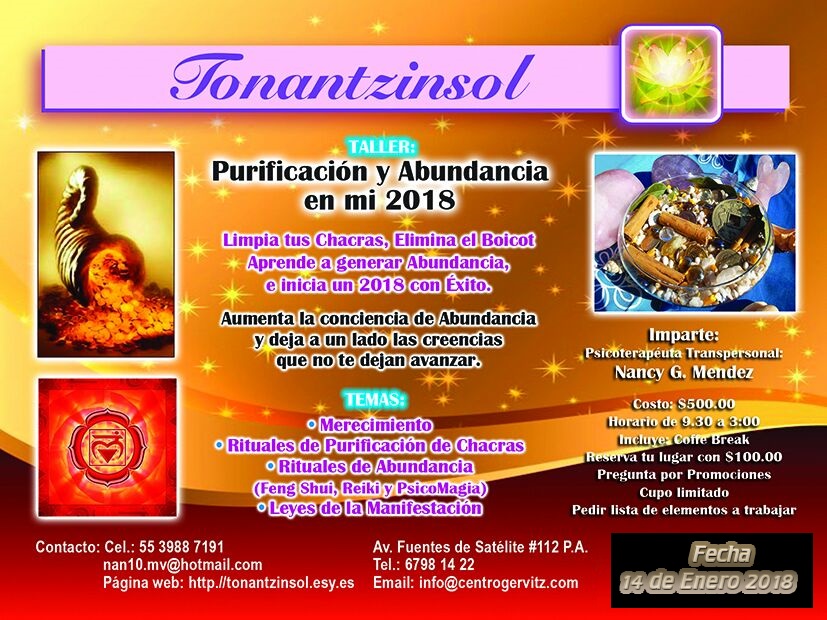 Tonantzinsol
TALLER:
Purificación y Abundancia
en mi 2018
Limpia tus Chacras, Elimina el Boicot
Aprende a generar Abundancia,
e inicia un 2018 con Éxito.
Aumenta la conciencia de Abundancia
y deja a un lado las creencias
que no te dejan avanzar.
TEMAS:
• Merecimiento
• Rituales de Purificación de Chacras
• Rituales de Abundancia
(Feng Shui, Reiki y PsicoMagia)
• Leyes de la Manifestación
Imparte:
Psicoterapéuta Transpersonal:
Nancy G. Mendez
Costo: $500.00
Horario de 9.30 a 3:00
Incluye: Coffe Break
Reserva tu lugar con $100.00
Pregunta por Promociones
Cupo limitado
Pedir lista de elementos a trabajar
Contacto: Cel.: 55 3988 7191
nan10.mv@hotmail.com
Página web: http://tonantzinsol.esy.es
Av. Fuentes de Satélite #112 P.A.
Tel.: 6798 14 22
Email: info@centrogervitz.com
Fecha
14 de Enero 2018